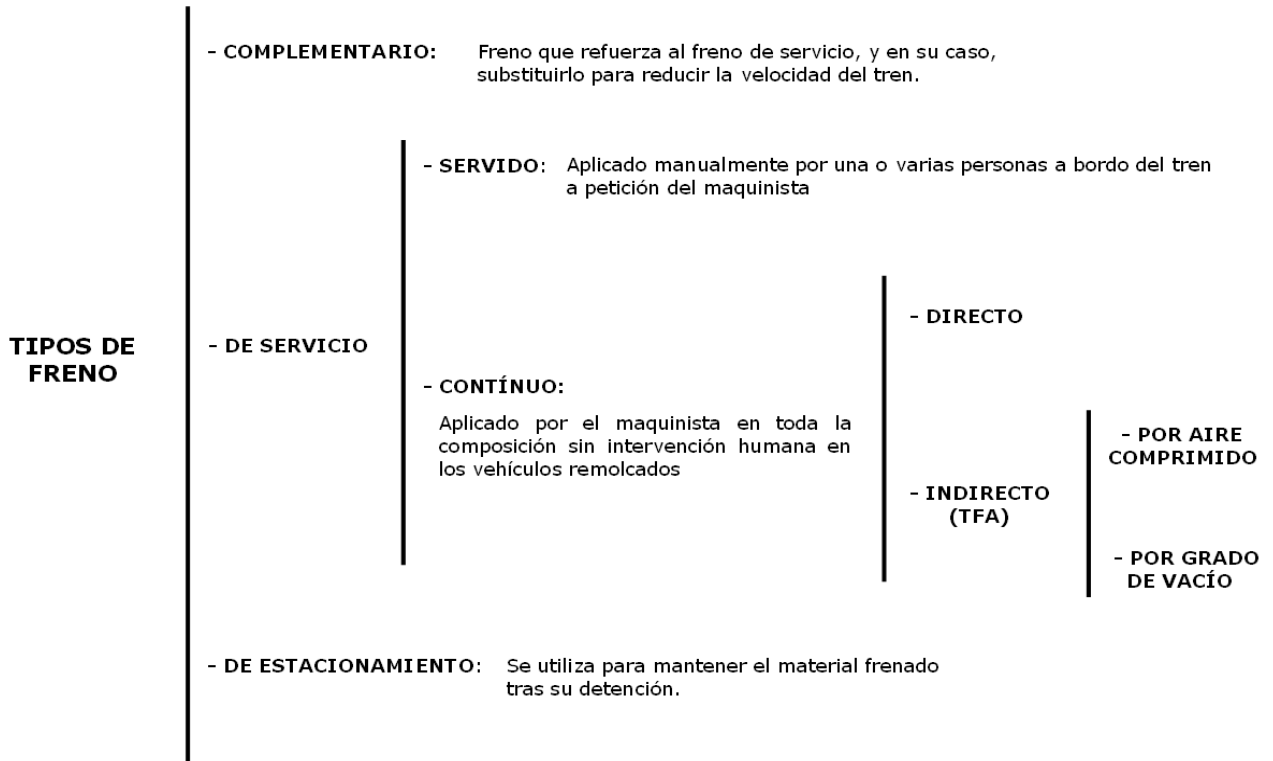 - COMPLEMENTARIO: Freno que refuerza al freno de servicio, y en su caso,
substituirlo para reducir la velocidad del tren.
- SERVIDO: Aplicado manualmente por una o varias personas a bordo del tren
a petición del maquinista
TIPOS DE
FRENO
- DE SERVICIO
- CONTÍNUO:
Aplicado por el maquinista en toda la
composición sin intervención humana en
los vehículos remolcados
- DIRECTO
- INDIRECTO
(TFA)
- POR AIRE
COMPRIMIDO
- POR GRADO
DE VACÍO
- DE ESTACIONAMIENTO: Se utiliza para mantener el material frenado
tras su detención.